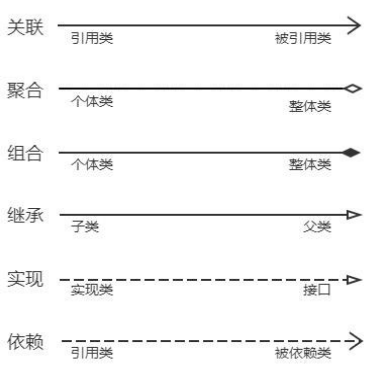 关联
引用类 被引用类
聚合
个体类 整体类
组合
个体类 整体类
继承
子类 父类
实现
实现类 接口
依赖
引用类 被依赖类